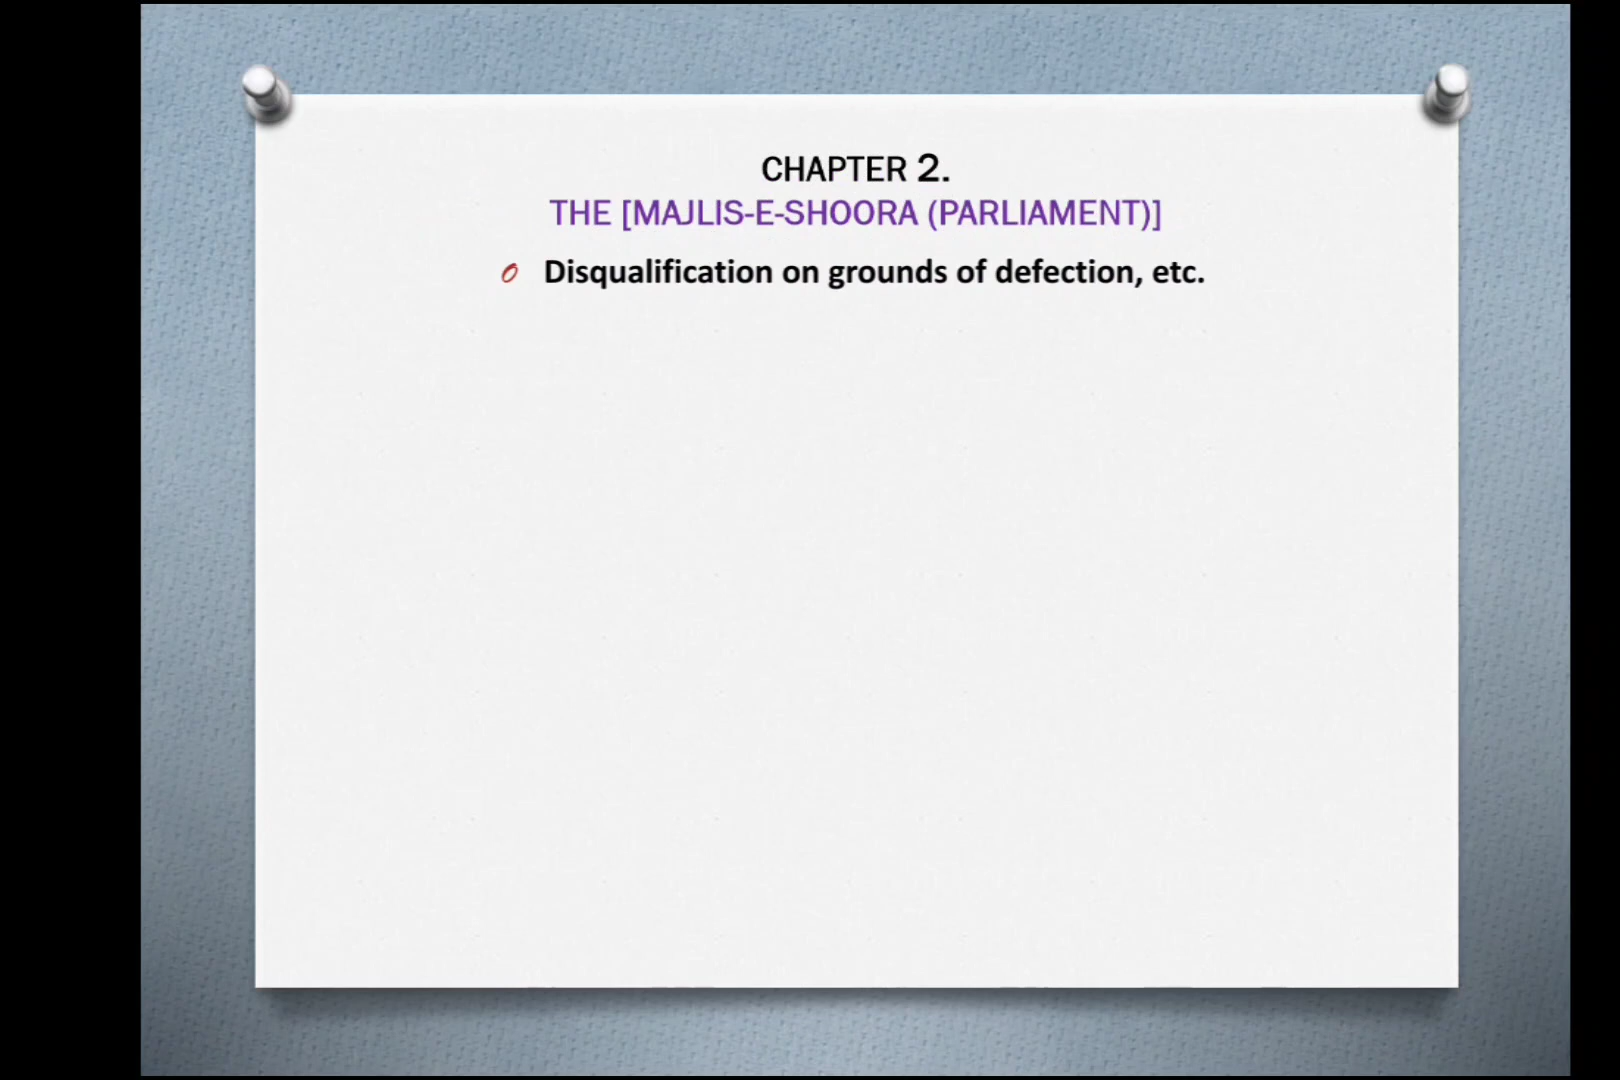 CHAPTER 2.
THE [MAJLIS-E-SHOORA (PARLIAMENT)]
Disqualification on grounds of defection, etc.